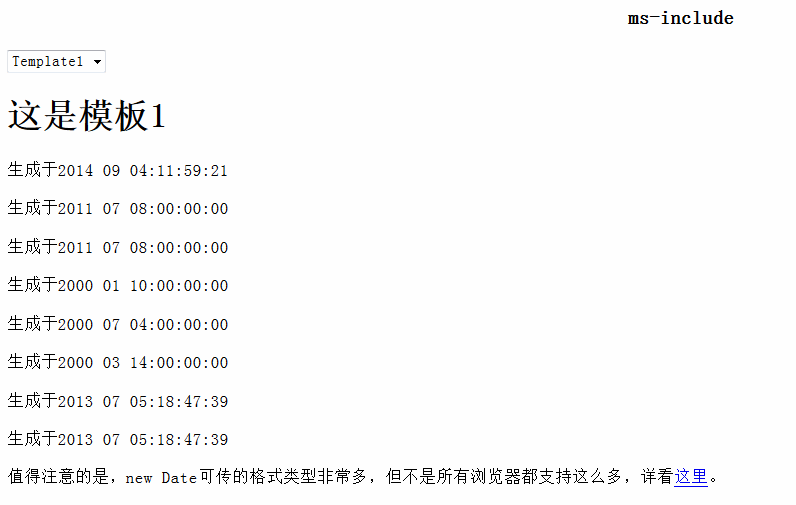 ms-include
Template1
这是模板1
生成于2014 09 04:11:59:21
生成于2011 07 08:00:00:00
生成于2011 07 08:00:00:00
生成于2000 01 10:00:00:00
生成于2000 07 04:00:00:00
生成于2000 03 14:00:00:00
生成于2013 07 05:18:47:39
生成于2013 07 05:18:47:39
值得注意的是，new Date可传的格式类型非常多，但不是所有浏览器都支持这么多，详看这里。